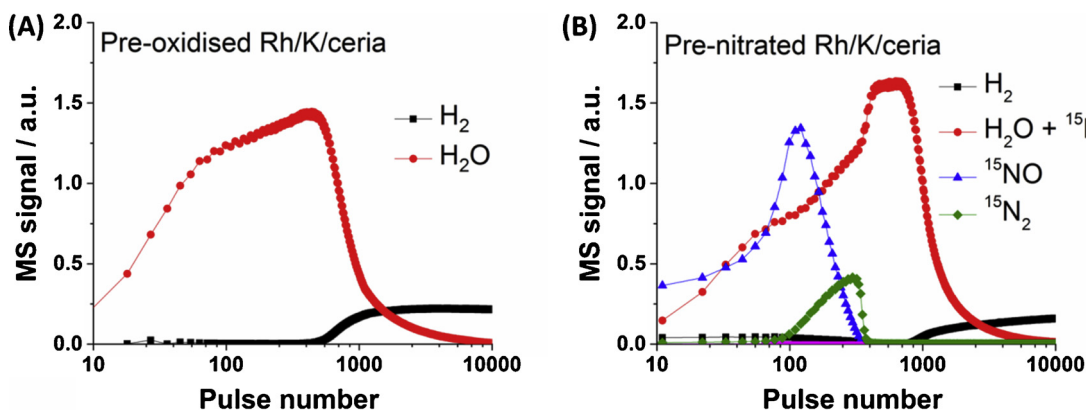 (A)
MS signal / a.u.
2.0
1.5
1.0
0.5
0.0
Pre-oxidised Rh/K/ceria
H₂
H₂O
10
100
1000
10000
Pulse number
(B)
MS signal / a.u.
2.0
1.5
1.0
0.5
0.0
Pre-nitrated Rh/K/ceria
H₂
H₂O + ¹⁵
¹⁵NO
¹⁵N₂
10
100
1000
10000
Pulse number